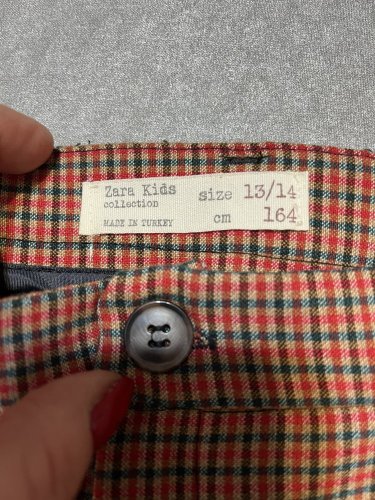 Zara Kids size 13/14
collection
MADE IN TURKEY cm 164